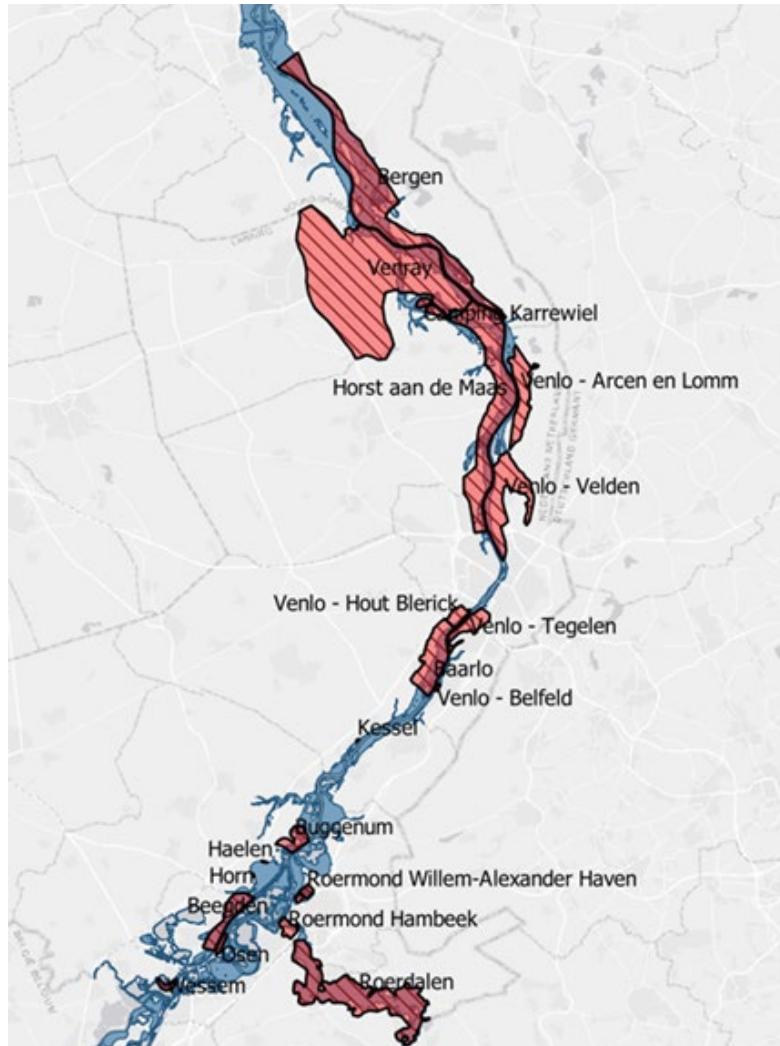 Bergen
Venray
Camping Karrewiel
Horst aan de Maas
Venlo - Arcen en Lomm
Venlo - Velden
Venlo - Hout Blerick
Venlo - Tegelen
Baarlo
Venlo - Belfeld
Kessel
Buggenum
Haelen
Horn
Roermond Willem-Alexander Haven
Beegden
Roermond Hambeek
Osen
Roerdalen
Wessem